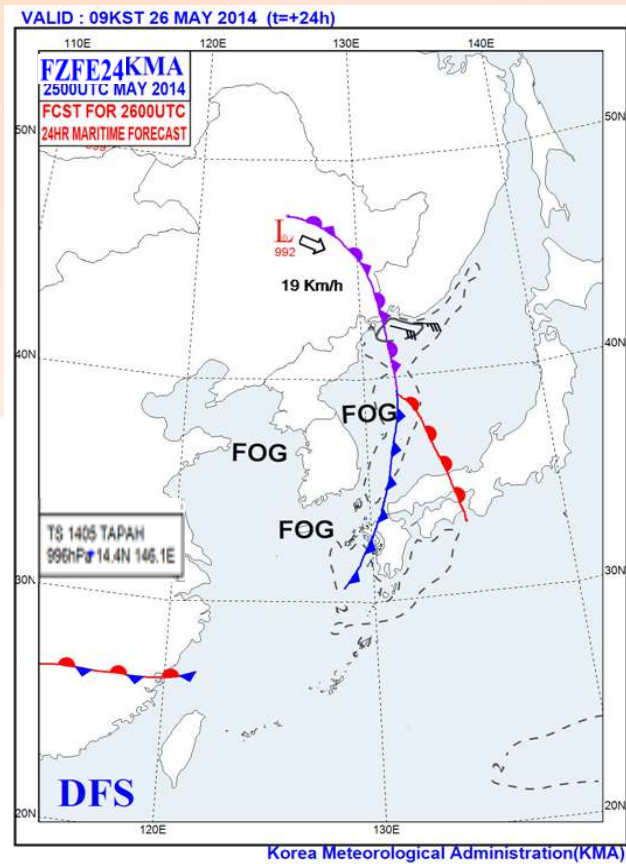 VALID : 09KST 26 MAY 2014 (t=+24h)
110E 120E 130E 140E
FZFE24KMA
2500UTC MAY 2014
FCST FOR 2600UTC
24HR MARITIME FORECAST
50N 50N
L
992
19 Km/h
40N 40N
FOG
FOG
FOG
TS 1405 TAPAH
996hPa 14.4N 146.1E
30N 30N
2
2
DFS
20N 20N
120E 130E
Korea Meteorological Administration(KMA)